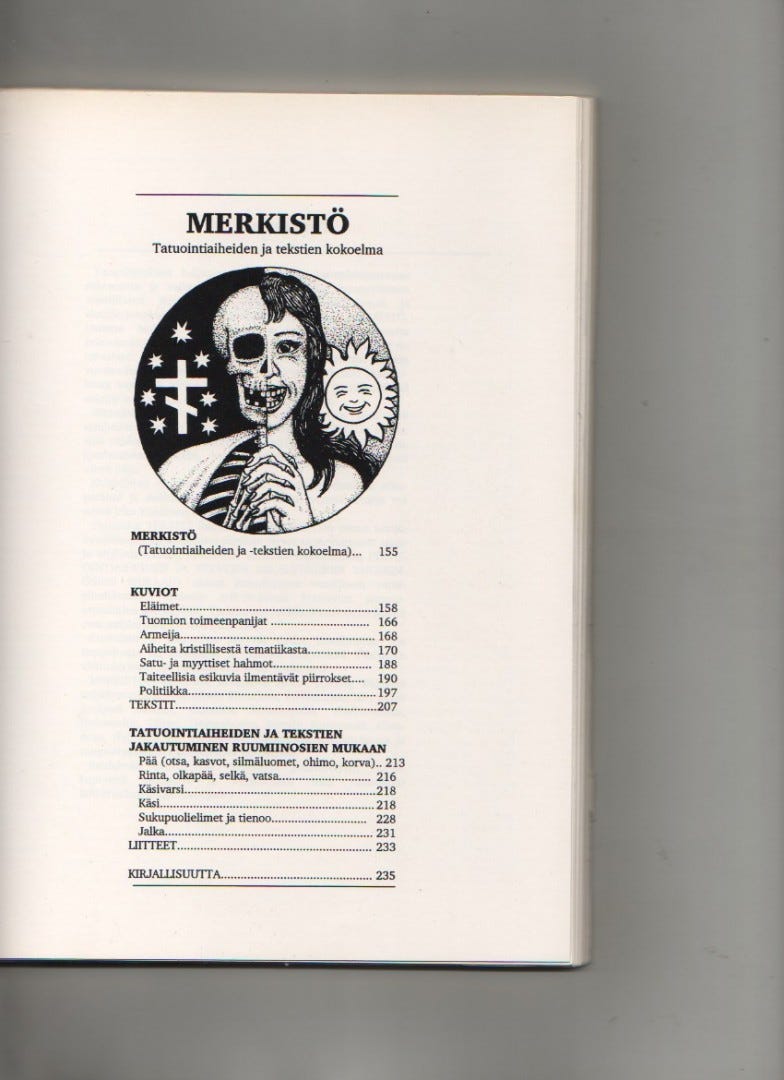 MERKISTÖ
Tatuointiaiheiden ja tekstien kokoelma
MERKISTÖ
(Tatuointiaiheiden ja -tekstien kokoelma)... 155
KUVIOT
Eläimet..........................................................158
Tuomion toimeenpanijat ............................. 166
Armeija......................................................... 168
Aiheita kristillisestä tematiikasta.................. 170
Satu- ja myyttiset hahmot............................ 188
Taiteellisia esikuvia ilmentävät piirrokset.... 190
Politiikka.......................................................197
TEKSTIT..........................................................207
TATUOINTIAIHEIDEN JA TEKSTIEN
JAKAUTUMINEN RUUMIINOSIEN MUKAAN
Pää (otsa, kasvot, silmäluomet, ohimo, korva).. 213
Rinta, olkapää, selkä, vatsa........................... 216
Käsivarsi........................................................218
Käsi................................................................218
Sukupuolielimet ja tienoo............................ 228
Jalka.............................................................. 231
LIITTEET........................................................ 233
KIRJALLISUUTTA........................................... 235